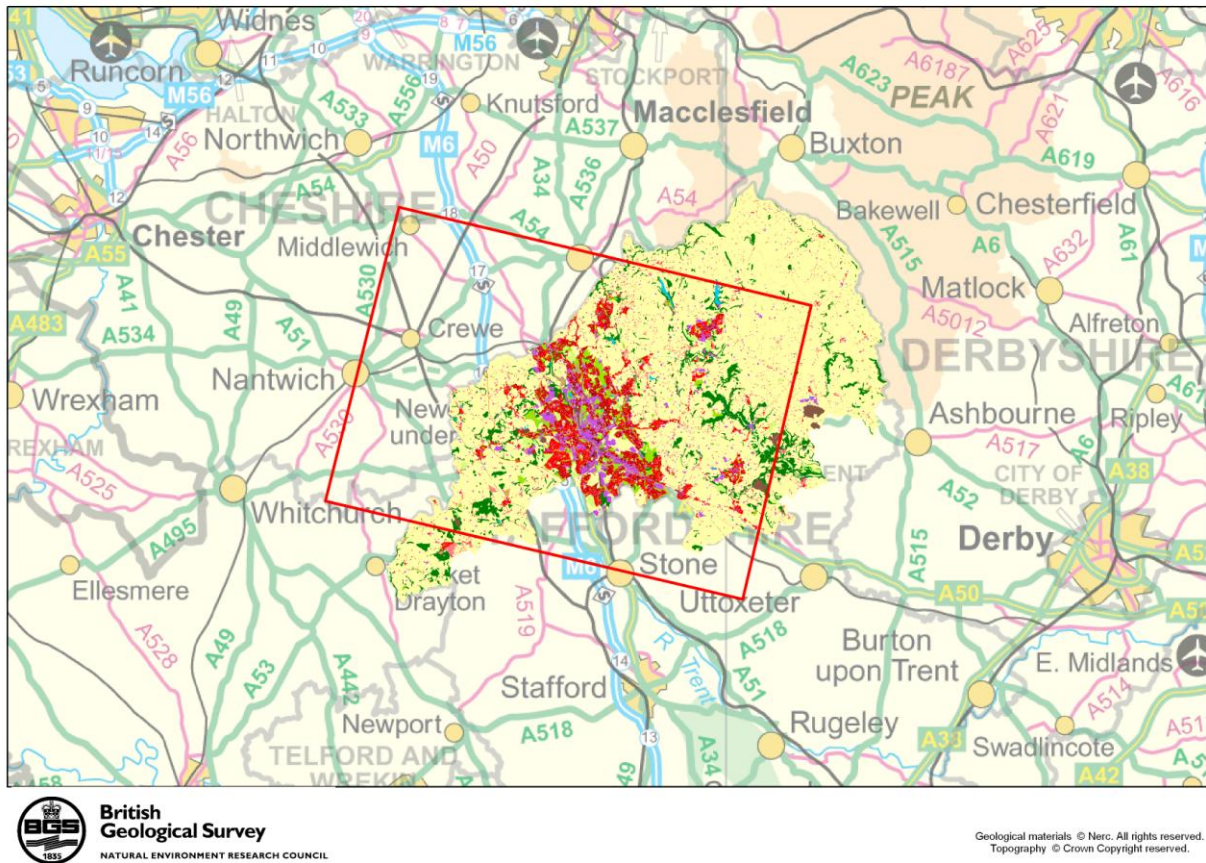 Widnes
Runcorn
M56
HALTON
WARRINGTON
M56
STOCKPORT
A6187
A625
A623
PEAK
A621
A616
A533
A556
Knutsford
A537
Macclesfield
Buxton
A619
Northwich
A56
M6
A50
A34
A536
A54
A54
CHESHIRE
Bakewell
Chesterfield
Chester
Middlewich
A54
A6
A632
A61
A55
A530
A515
Matlock
A41
A49
A51
Crewe
A5012
Alfreton
A483
A534
Nantwich
DERBYSHIRE
Wrexham
A530
Ashbourne
Ripley
A517
A6
A38
A525
CITY OF
DERBY
A52
Whitchurch
A495
Derby
A515
Stone
Ellesmere
Drayton
M6
Uttoxeter
A50
A519
A518
Burton
upon Trent
E. Midlands
A528
A49
A53
A442
R Trent
A51
Stafford
A514
Newport
A518
Rugeley
A38
Swadlincote
TELFORD AND
WREKIN
A34
A42
British
Geological Survey
NATURAL ENVIRONMENT RESEARCH COUNCIL
BGS
1835
Geological materials © Nerc. All rights reserved.
Topography © Crown Copyright reserved.